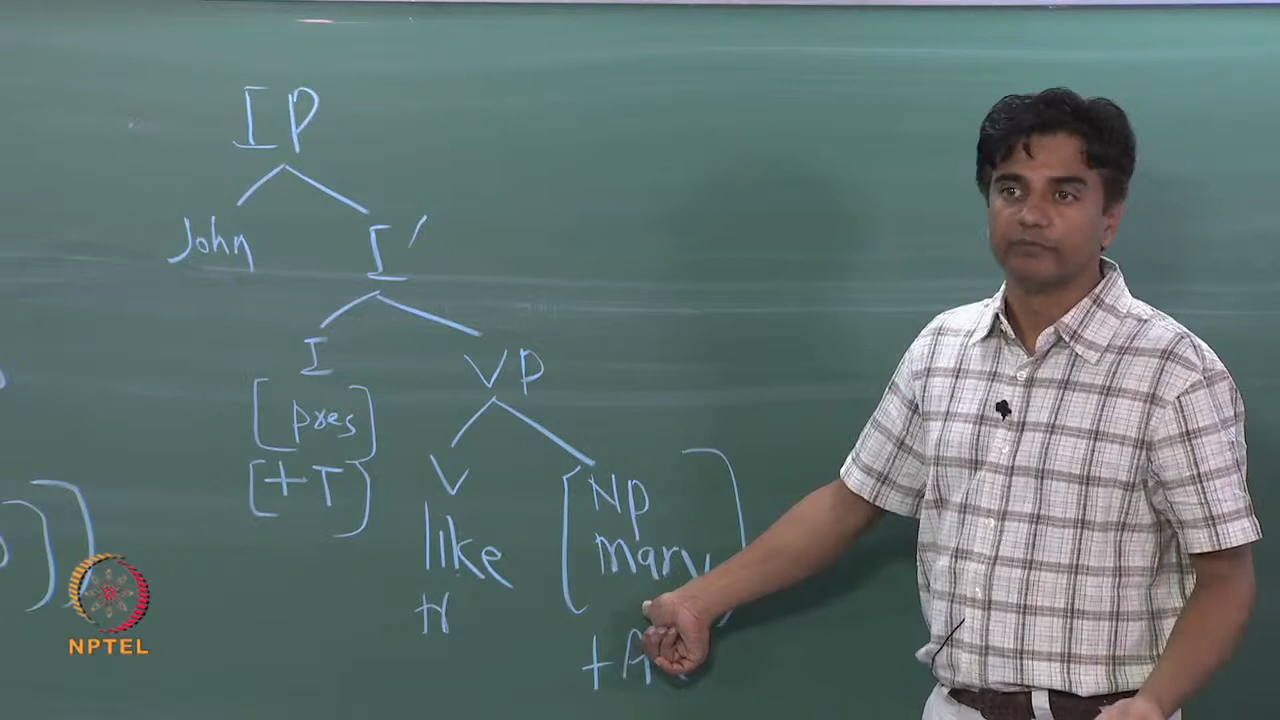 IP
John I′
I VP
[pres] V [NP
[+T] like mary]
NPTEL